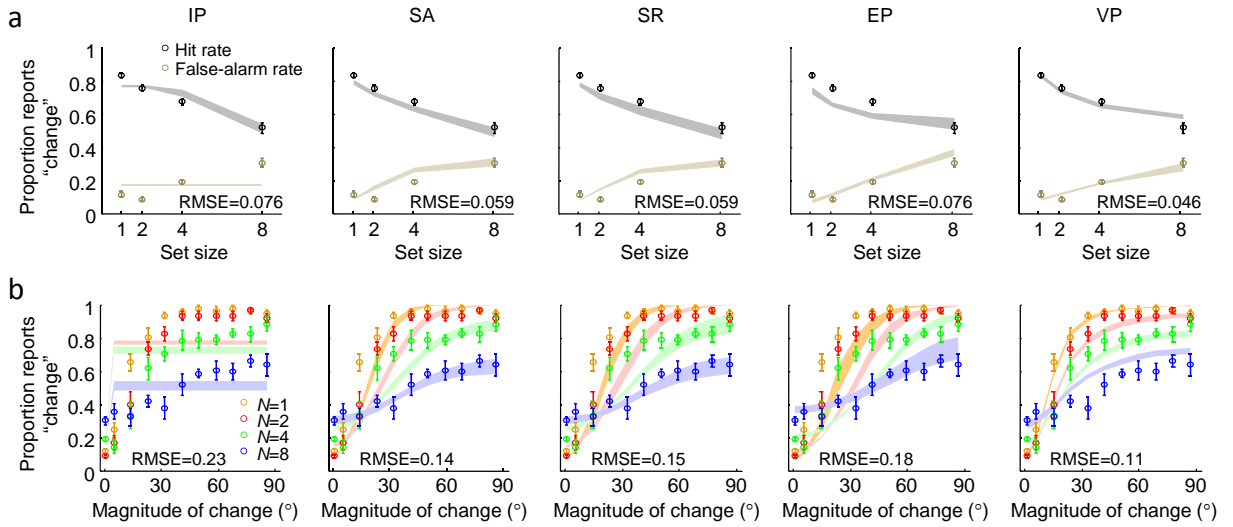 a
IP
SA
SR
EP
VP
Proportion reports
“change”
1
0.8
0.6
0.4
0.2
0
Hit rate
False-alarm rate
RMSE=0.076
RMSE=0.059
RMSE=0.059
RMSE=0.076
RMSE=0.046
1 2 4 8
1 2 4 8
1 2 4 8
1 2 4 8
1 2 4 8
Set size
Set size
Set size
Set size
Set size
b
Proportion reports
“change”
1
0.8
0.6
0.4
0.2
0
N=1
N=2
N=4
N=8
RMSE=0.23
RMSE=0.14
RMSE=0.15
RMSE=0.18
RMSE=0.11
0 30 60 90
0 30 60 90
0 30 60 90
0 30 60 90
0 30 60 90
Magnitude of change (°)
Magnitude of change (°)
Magnitude of change (°)
Magnitude of change (°)
Magnitude of change (°)